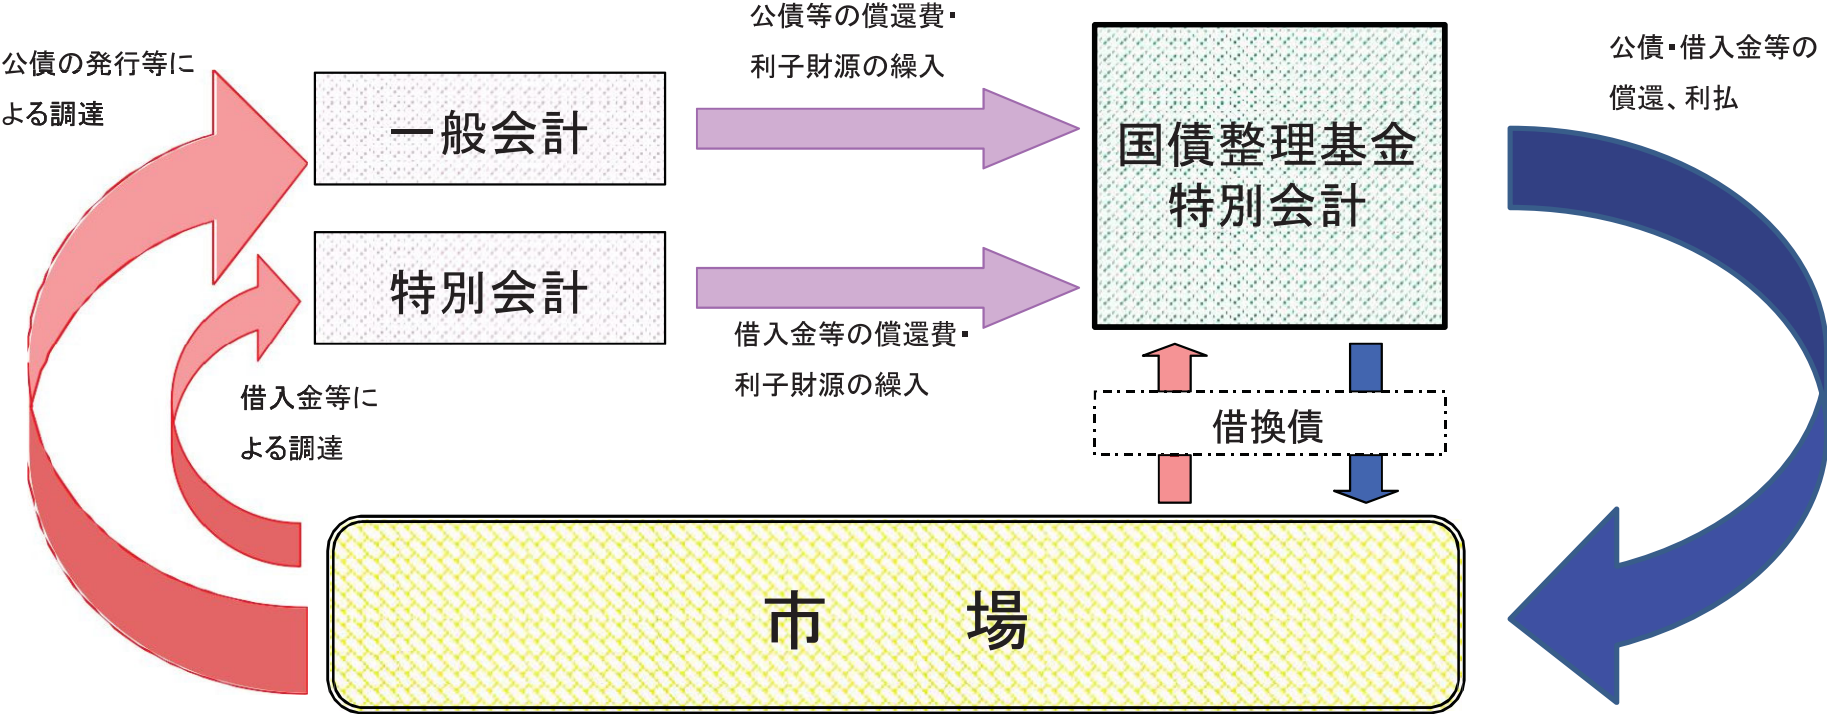 公債の発行等に
よる調達
一般会計
特別会計
借入金等に
よる調達
公債等の償還費・
利子財源の繰入
借入金等の償還費・
利子財源の繰入
国債整理基金
特別会計
借換債
公債・借入金等の
償還、利払
市　場